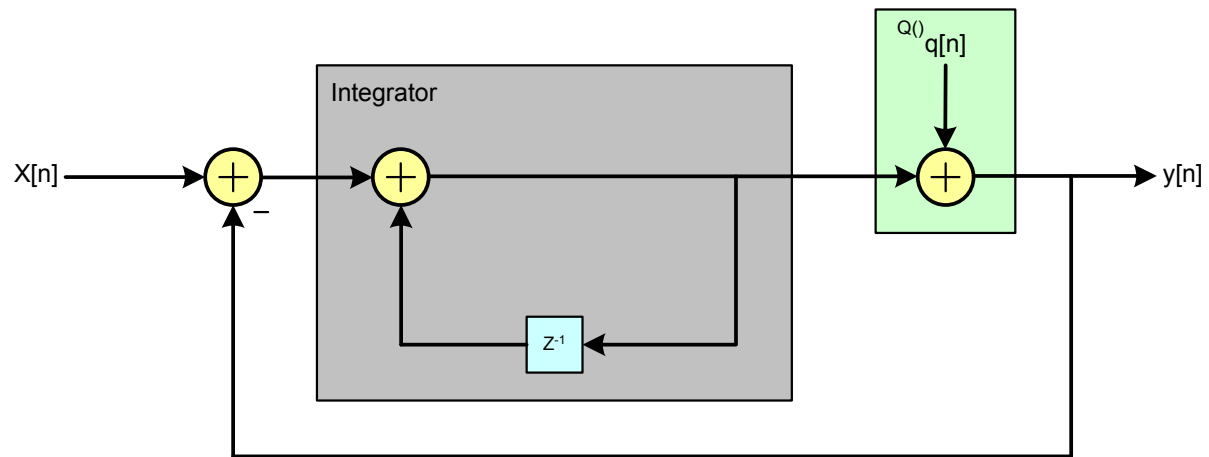 Q()
q[n]
Integrator
X[n]
y[n]
–
Z⁻¹